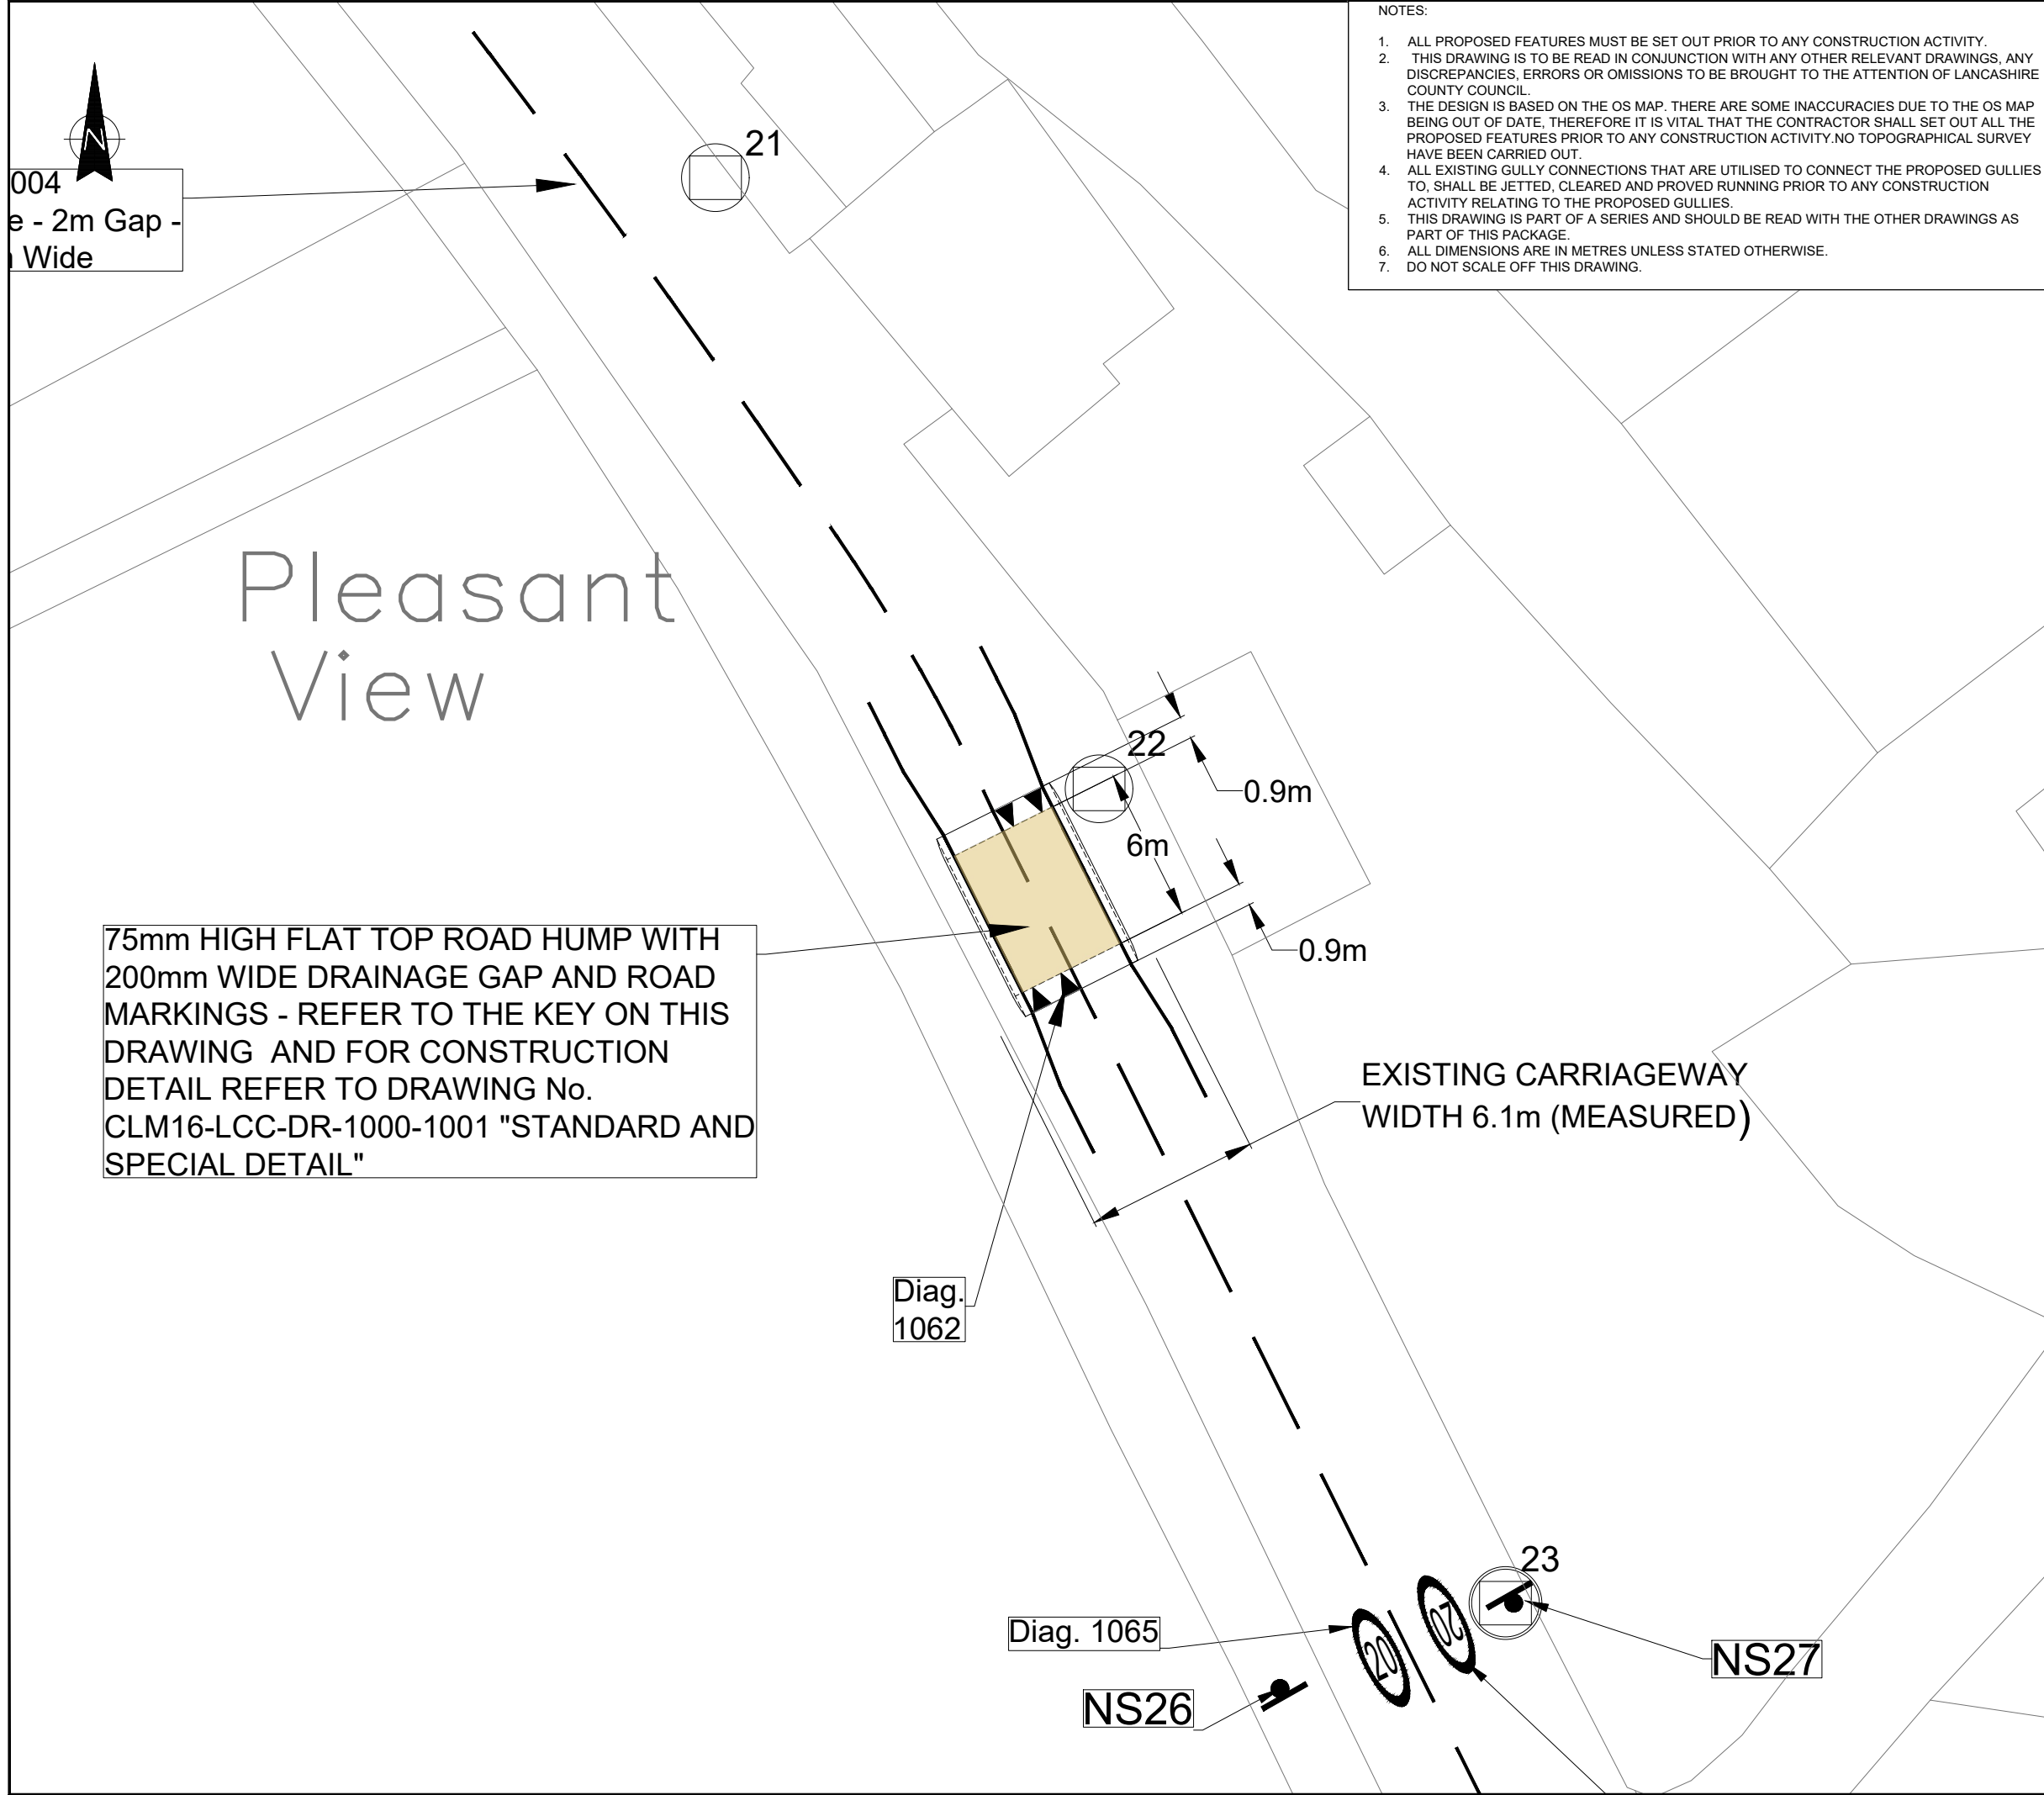 NOTES:
1. ALL PROPOSED FEATURES MUST BE SET OUT PRIOR TO ANY CONSTRUCTION ACTIVITY.
2. THIS DRAWING IS TO BE READ IN CONJUNCTION WITH ANY OTHER RELEVANT DRAWINGS, ANY
DISCREPANCIES, ERRORS OR OMISSIONS TO BE BROUGHT TO THE ATTENTION OF LANCASHIRE
COUNTY COUNCIL.
3. THE DESIGN IS BASED ON THE OS MAP. THERE ARE SOME INACCURACIES DUE TO THE OS MAP
BEING OUT OF DATE, THEREFORE IT IS VITAL THAT THE CONTRACTOR SHALL SET OUT ALL THE
PROPOSED FEATURES PRIOR TO ANY CONSTRUCTION ACTIVITY.NO TOPOGRAPHICAL SURVEY
HAVE BEEN CARRIED OUT.
4. ALL EXISTING GULLY CONNECTIONS THAT ARE UTILISED TO CONNECT THE PROPOSED GULLIES
TO, SHALL BE JETTED, CLEARED AND PROVED RUNNING PRIOR TO ANY CONSTRUCTION
ACTIVITY RELATING TO THE PROPOSED GULLIES.
5. THIS DRAWING IS PART OF A SERIES AND SHOULD BE READ WITH THE OTHER DRAWINGS AS
PART OF THIS PACKAGE.
6. ALL DIMENSIONS ARE IN METRES UNLESS STATED OTHERWISE.
7. DO NOT SCALE OFF THIS DRAWING.
N
004
e - 2m Gap -
Wide
21
Pleasant
View
22
0.9m
6m
0.9m
75mm HIGH FLAT TOP ROAD HUMP WITH
200mm WIDE DRAINAGE GAP AND ROAD
MARKINGS - REFER TO THE KEY ON THIS
DRAWING AND FOR CONSTRUCTION
DETAIL REFER TO DRAWING No.
CLM16-LCC-DR-1000-1001 "STANDARD AND
SPECIAL DETAIL"
EXISTING CARRIAGEWAY
WIDTH 6.1m (MEASURED)
Diag.
1062
23
Diag. 1065
20
20
NS27
NS26